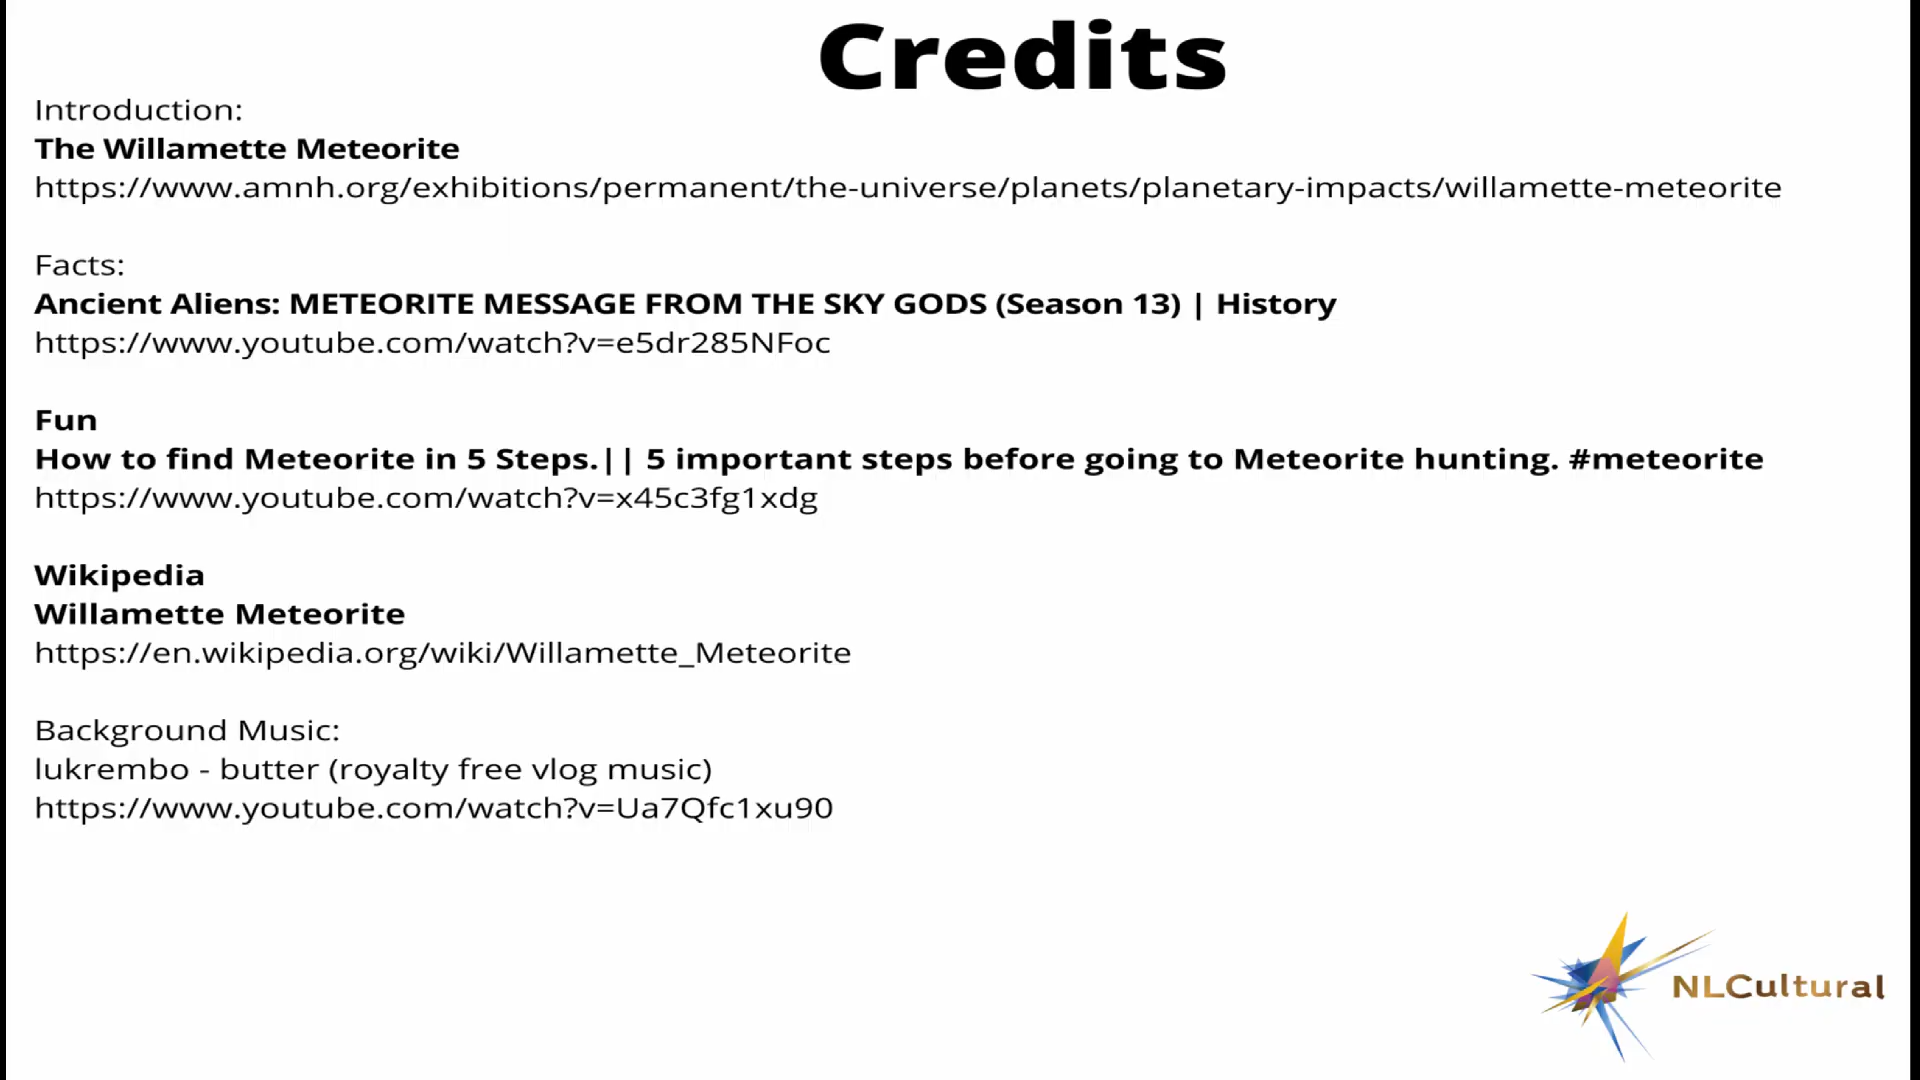 Credits
Introduction:
The Willamette Meteorite
https://www.amnh.org/exhibitions/permanent/the-universe/planets/planetary-impacts/willamette-meteorite
Facts:
Ancient Aliens: METEORITE MESSAGE FROM THE SKY GODS (Season 13) | History
https://www.youtube.com/watch?v=e5dr285NFoc
Fun
How to find Meteorite in 5 Steps.|| 5 important steps before going to Meteorite hunting. #meteorite
https://www.youtube.com/watch?v=x45c3fg1xdg
Wikipedia
Willamette Meteorite
https://en.wikipedia.org/wiki/Willamette_Meteorite
Background Music:
lukrembo - butter (royalty free vlog music)
https://www.youtube.com/watch?v=Ua7Qfc1xu90
NLCultural